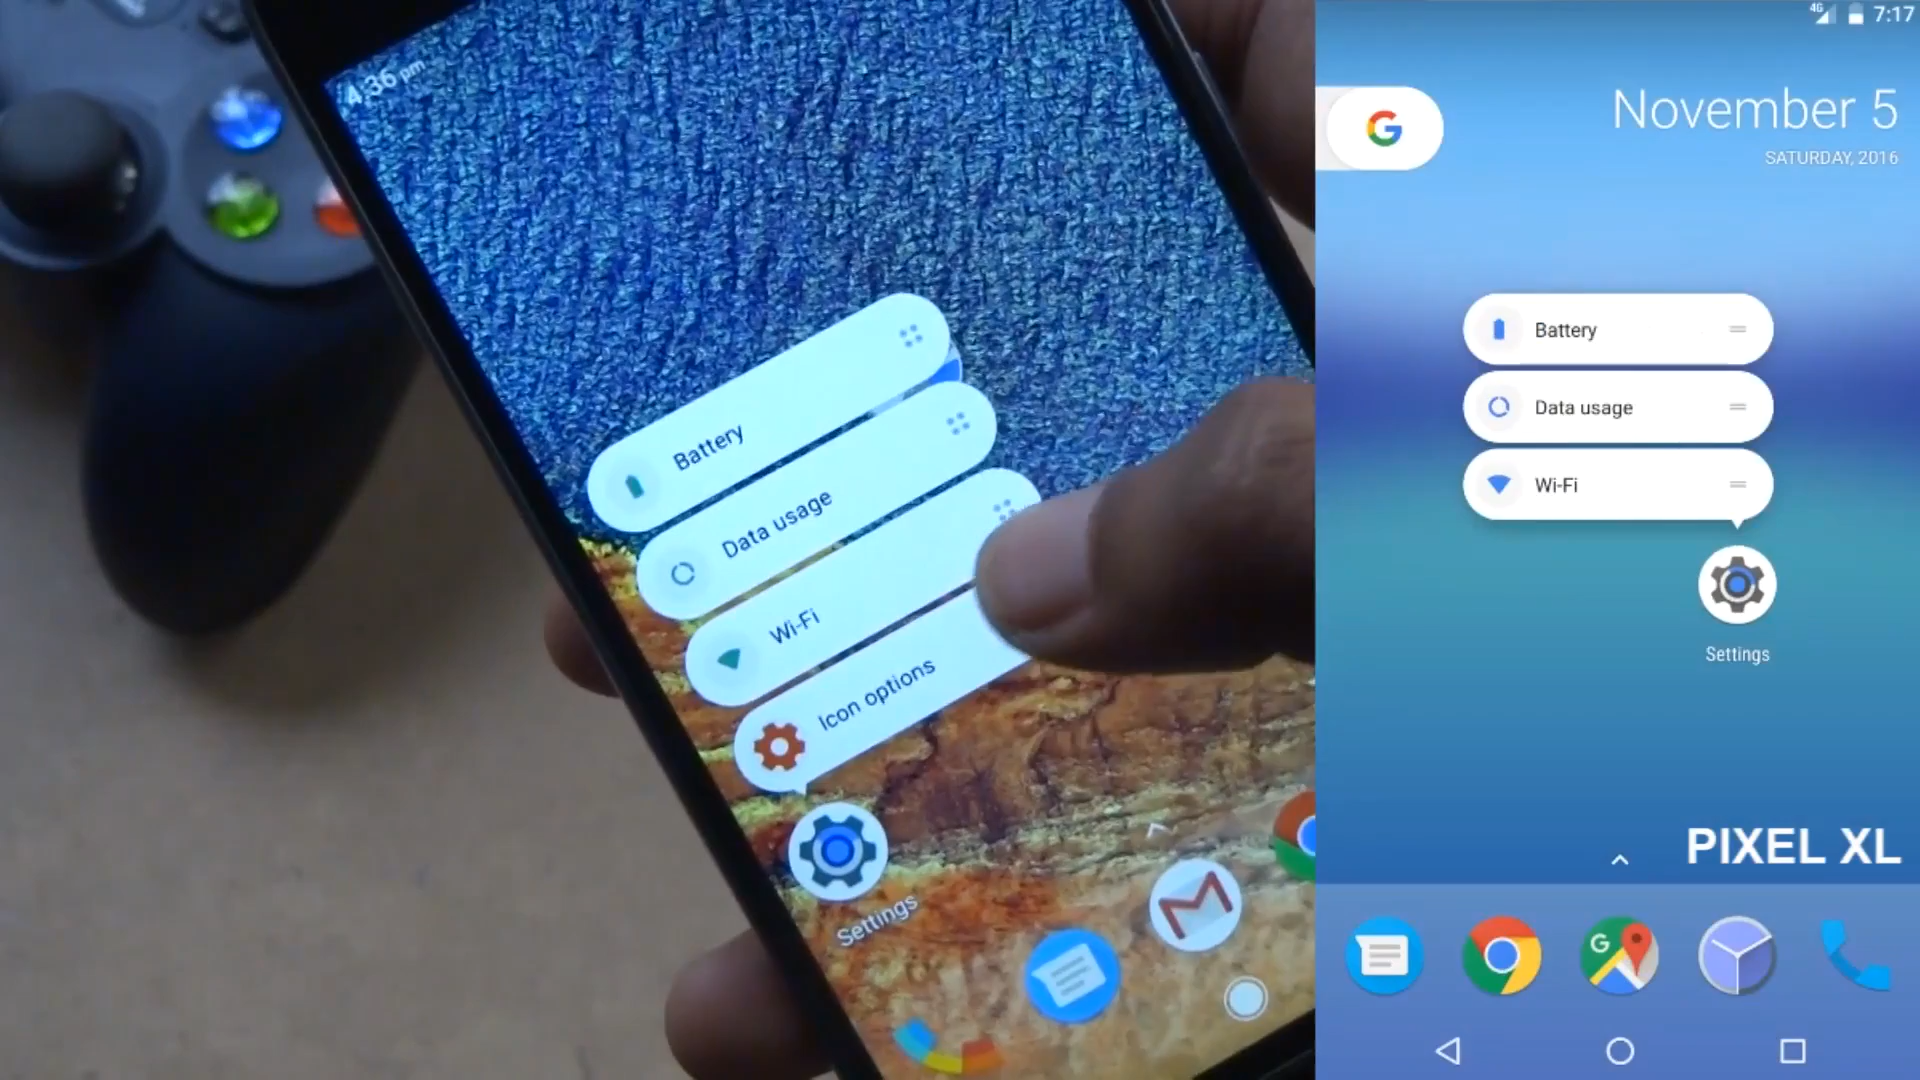 4:36 pm
Battery
Data usage
Wi-Fi
Icon options
Settings
4G 7:17
G
November 5
SATURDAY, 2016
Battery
Data usage
Wi-Fi
Settings
PIXEL XL
G